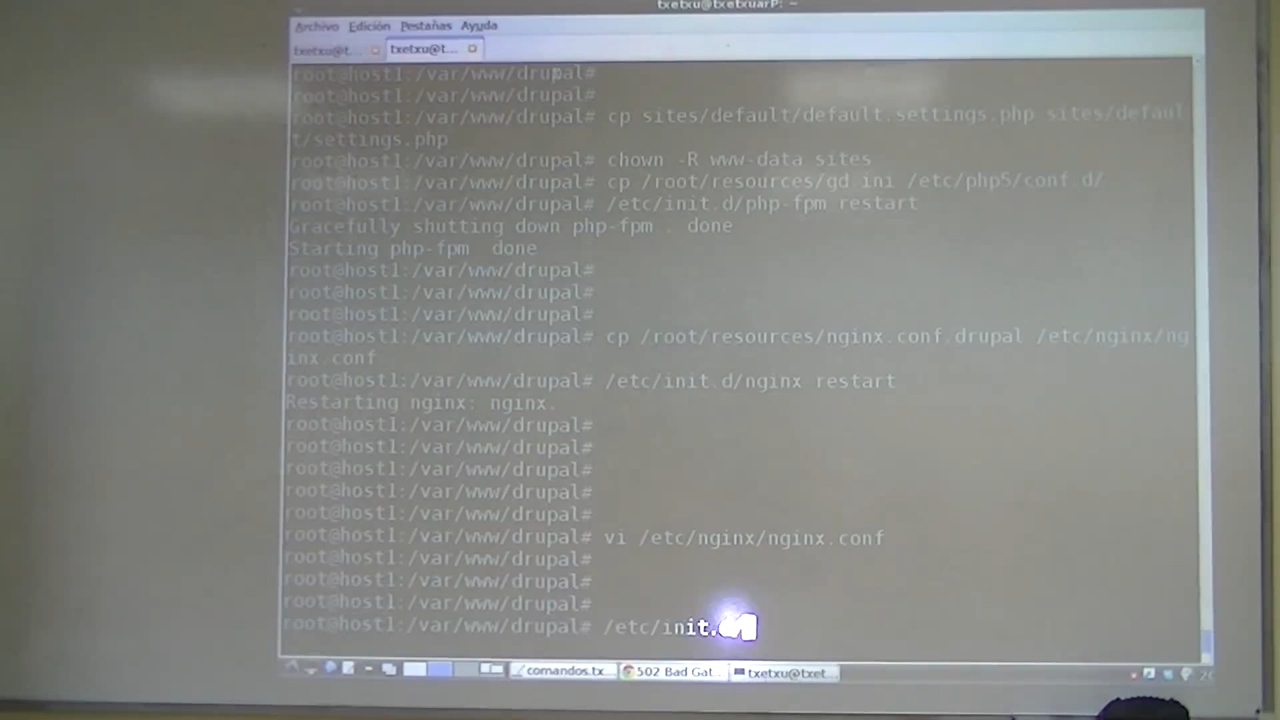 txetxu@txetxuarP: ~
Archivo Edición Pestañas Ayuda
txetxu@t... txetxu@t...
root@host1:/var/www/drupal#
root@host1:/var/www/drupal#
root@host1:/var/www/drupal# cp sites/default/default.settings.php sites/defaul
t/settings.php
root@host1:/var/www/drupal# chown -R www-data sites
root@host1:/var/www/drupal# cp /root/resources/gd.ini /etc/php5/conf.d/
root@host1:/var/www/drupal# /etc/init.d/php-fpm restart
Gracefully shutting down php-fpm . done
Starting php-fpm  done
root@host1:/var/www/drupal#
root@host1:/var/www/drupal#
root@host1:/var/www/drupal#
root@host1:/var/www/drupal# cp /root/resources/nginx.conf.drupal /etc/nginx/ng
inx.conf
root@host1:/var/www/drupal# /etc/init.d/nginx restart
Restarting nginx: nginx.
root@host1:/var/www/drupal#
root@host1:/var/www/drupal#
root@host1:/var/www/drupal#
root@host1:/var/www/drupal#
root@host1:/var/www/drupal#
root@host1:/var/www/drupal# vi /etc/nginx/nginx.conf
root@host1:/var/www/drupal#
root@host1:/var/www/drupal#
root@host1:/var/www/drupal#
root@host1:/var/www/drupal# /etc/init.
comandos.tx 502 Bad Gat... txetxu@txet...